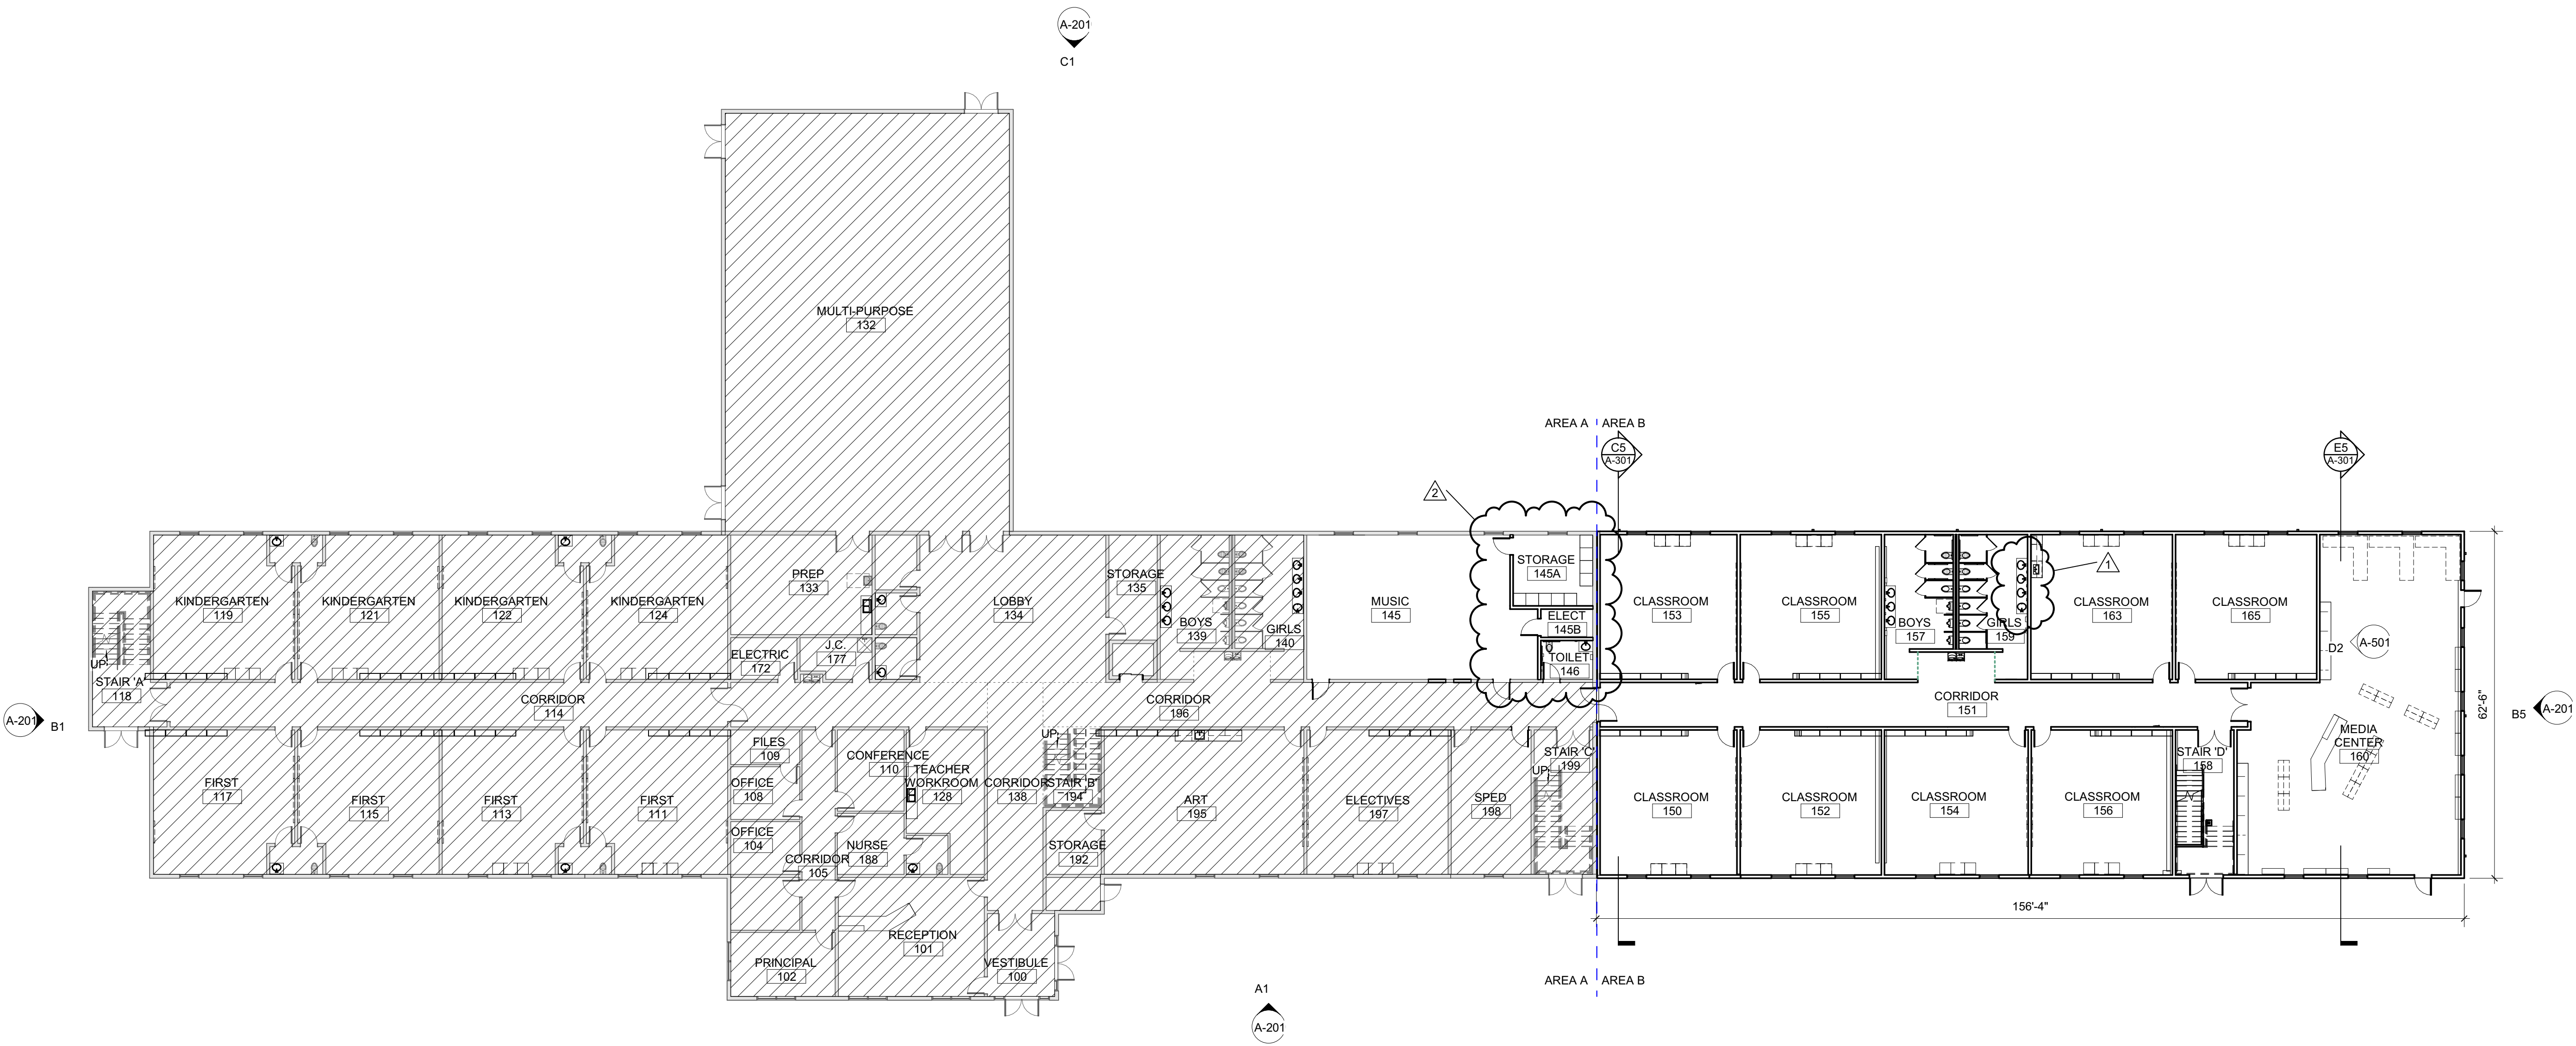 A-201
C1
MULTI-PURPOSE
132
AREA A
AREA B
C5
A-301
E5
A-301
2
1
KINDERGARTEN
119
KINDERGARTEN
121
KINDERGARTEN
122
KINDERGARTEN
124
PREP
133
LOBBY
134
STORAGE
135
BOYS
139
GIRLS
140
MUSIC
145
STORAGE
145A
ELECT
145B
TOILET
146
CLASSROOM
153
CLASSROOM
155
BOYS
157
GIRLS
159
CLASSROOM
163
CLASSROOM
165
A-501
D2
ELECTRIC
172
J.C.
177
UP
STAIR 'A'
118
CORRIDOR
114
CORRIDOR
196
CORRIDOR
151
A-201
B1
62'-6"
B5
A-201
FILES
109
CONFERENCE
110
TEACHER
WORKROOM
128
CORRIDOR
138
UP
STAIR 'B'
194
STAIR 'C'
199
UP
STAIR 'D'
158
MEDIA
CENTER
160
FIRST
117
FIRST
115
FIRST
113
FIRST
111
OFFICE
108
OFFICE
104
CORRIDOR
105
NURSE
188
STORAGE
192
ART
195
ELECTIVES
197
SPED
198
CLASSROOM
150
CLASSROOM
152
CLASSROOM
154
CLASSROOM
156
156'-4"
RECEPTION
101
PRINCIPAL
102
VESTIBULE
100
AREA A
AREA B
A1
A-201